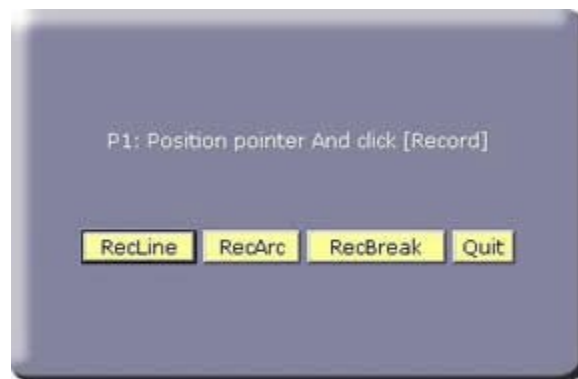 P1: Position pointer And click [Record]
RecLine RecArc RecBreak Quit